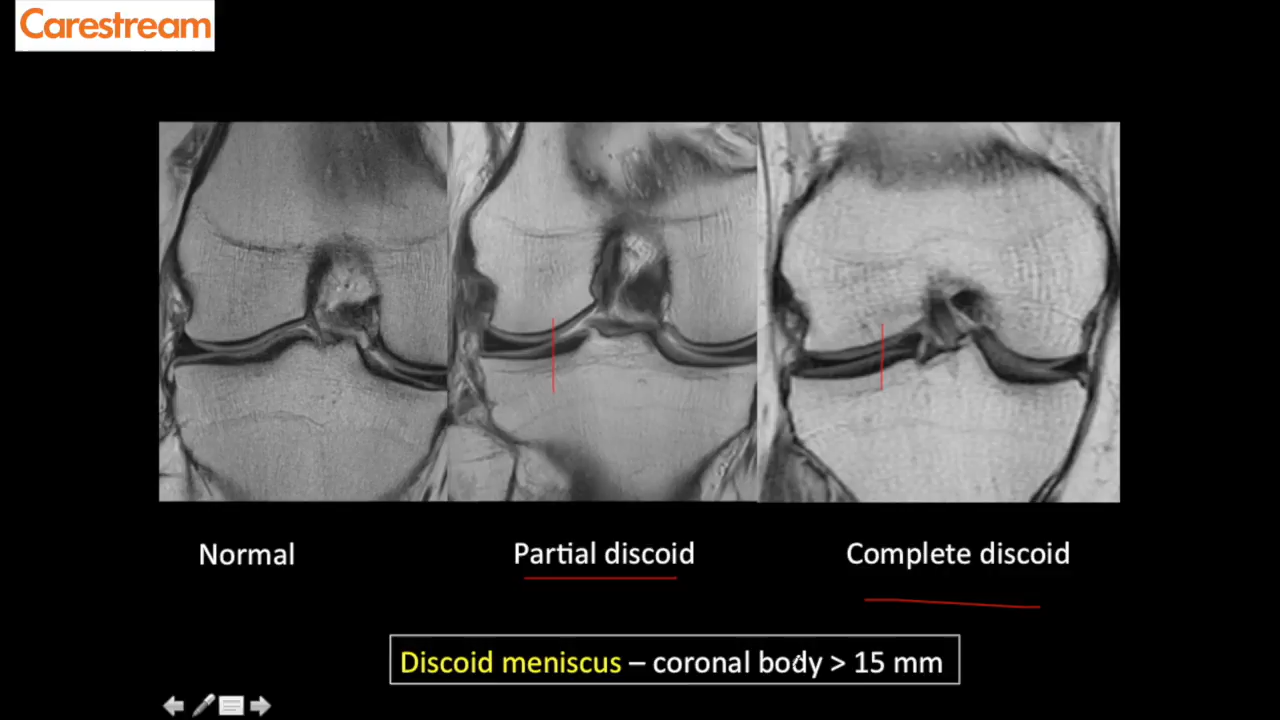 Carestream
Normal
Partial discoid
Complete discoid
Discoid meniscus – coronal body > 15 mm